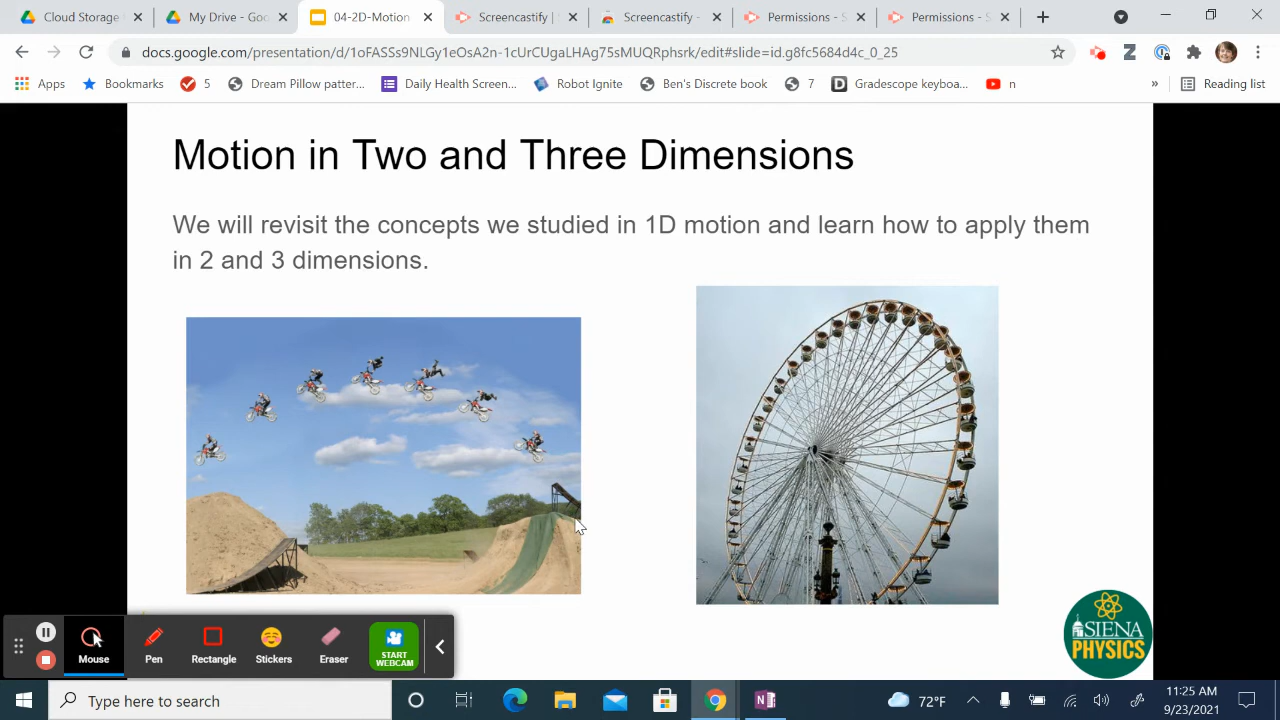 Cloud Storage
My Drive - Goo
04-2D-Motion
Screencastify |
Screencastify -
Permissions - S
Permissions - S
docs.google.com/presentation/d/1oFASSs9NLGy1eOsA2n-1cUrCUgaLHAg75sMUQRphsrk/edit#slide=id.g8fc5684d4c_0_25
Apps
Bookmarks
5
Dream Pillow patter...
Daily Health Screen...
Robot Ignite
Ben's Discrete book
7
Gradescope keyboa...
n
»
Reading list
Motion in Two and Three Dimensions
We will revisit the concepts we studied in 1D motion and learn how to apply them
in 2 and 3 dimensions.
SIENA
PHYSICS
Mouse
Pen
Rectangle
Stickers
Eraser
START
WEBCAM
Type here to search
72°F
11:25 AM
9/23/2021